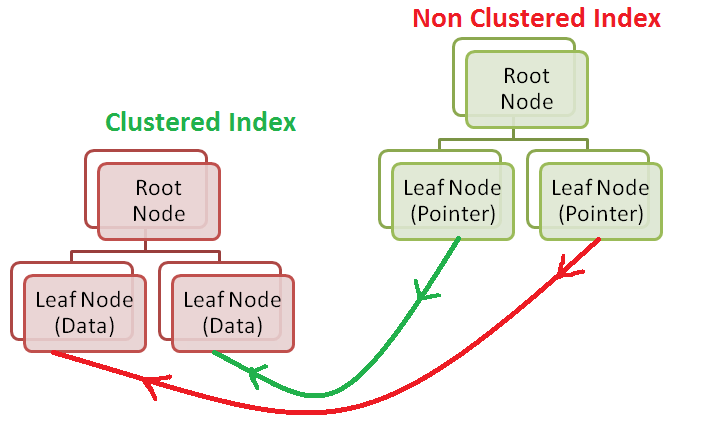 Non Clustered Index
Root
Node
Clustered Index
Leaf Node
(Pointer)
Leaf Node
(Pointer)
Root
Node
Leaf Node
(Data)
Leaf Node
(Data)